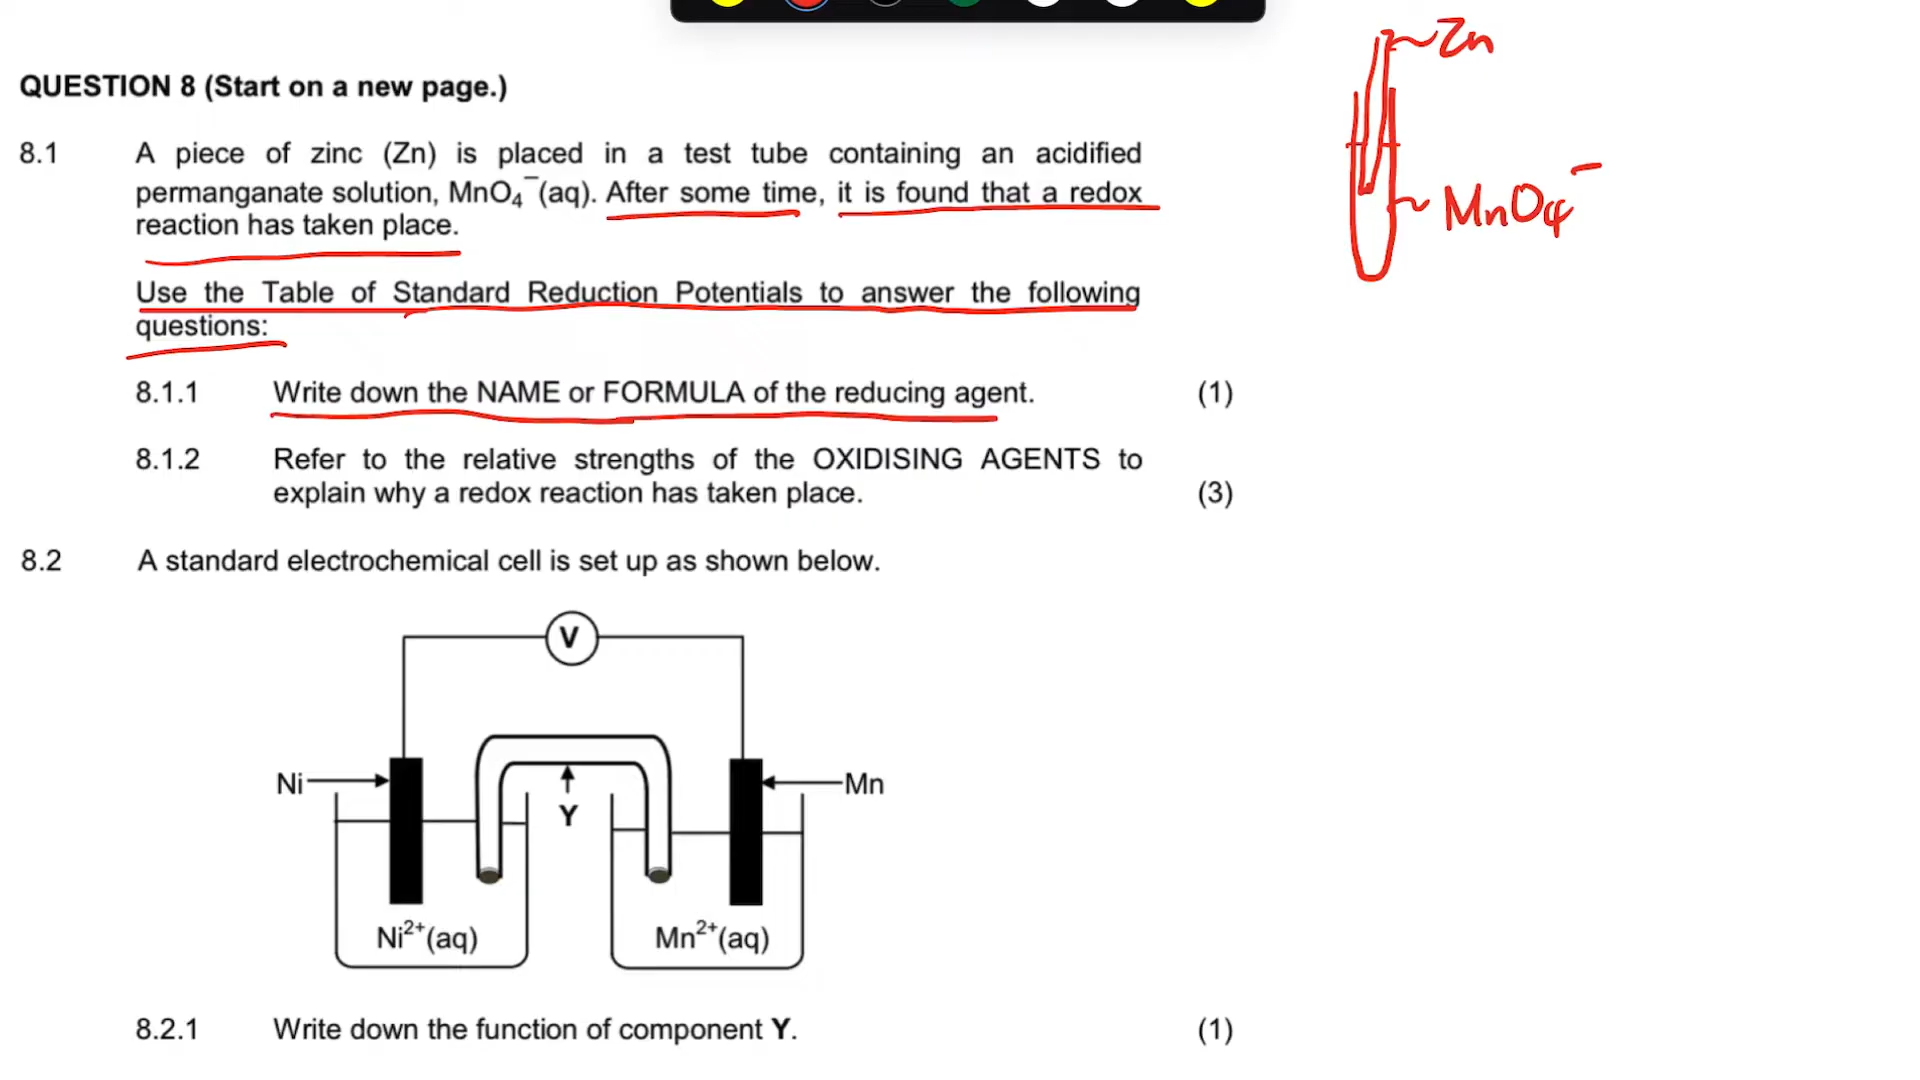 Zn
QUESTION 8 (Start on a new page.)
8.1 A piece of zinc (Zn) is placed in a test tube containing an acidified
permanganate solution, MnO₄⁻(aq). After some time, it is found that a redox
reaction has taken place.
MnO₄⁻
Use the Table of Standard Reduction Potentials to answer the following
questions:
8.1.1 Write down the NAME or FORMULA of the reducing agent. (1)
8.1.2 Refer to the relative strengths of the OXIDISING AGENTS to
explain why a redox reaction has taken place. (3)
8.2 A standard electrochemical cell is set up as shown below.
V
Ni
Mn
Y
Ni²⁺(aq)
Mn²⁺(aq)
8.2.1 Write down the function of component Y. (1)